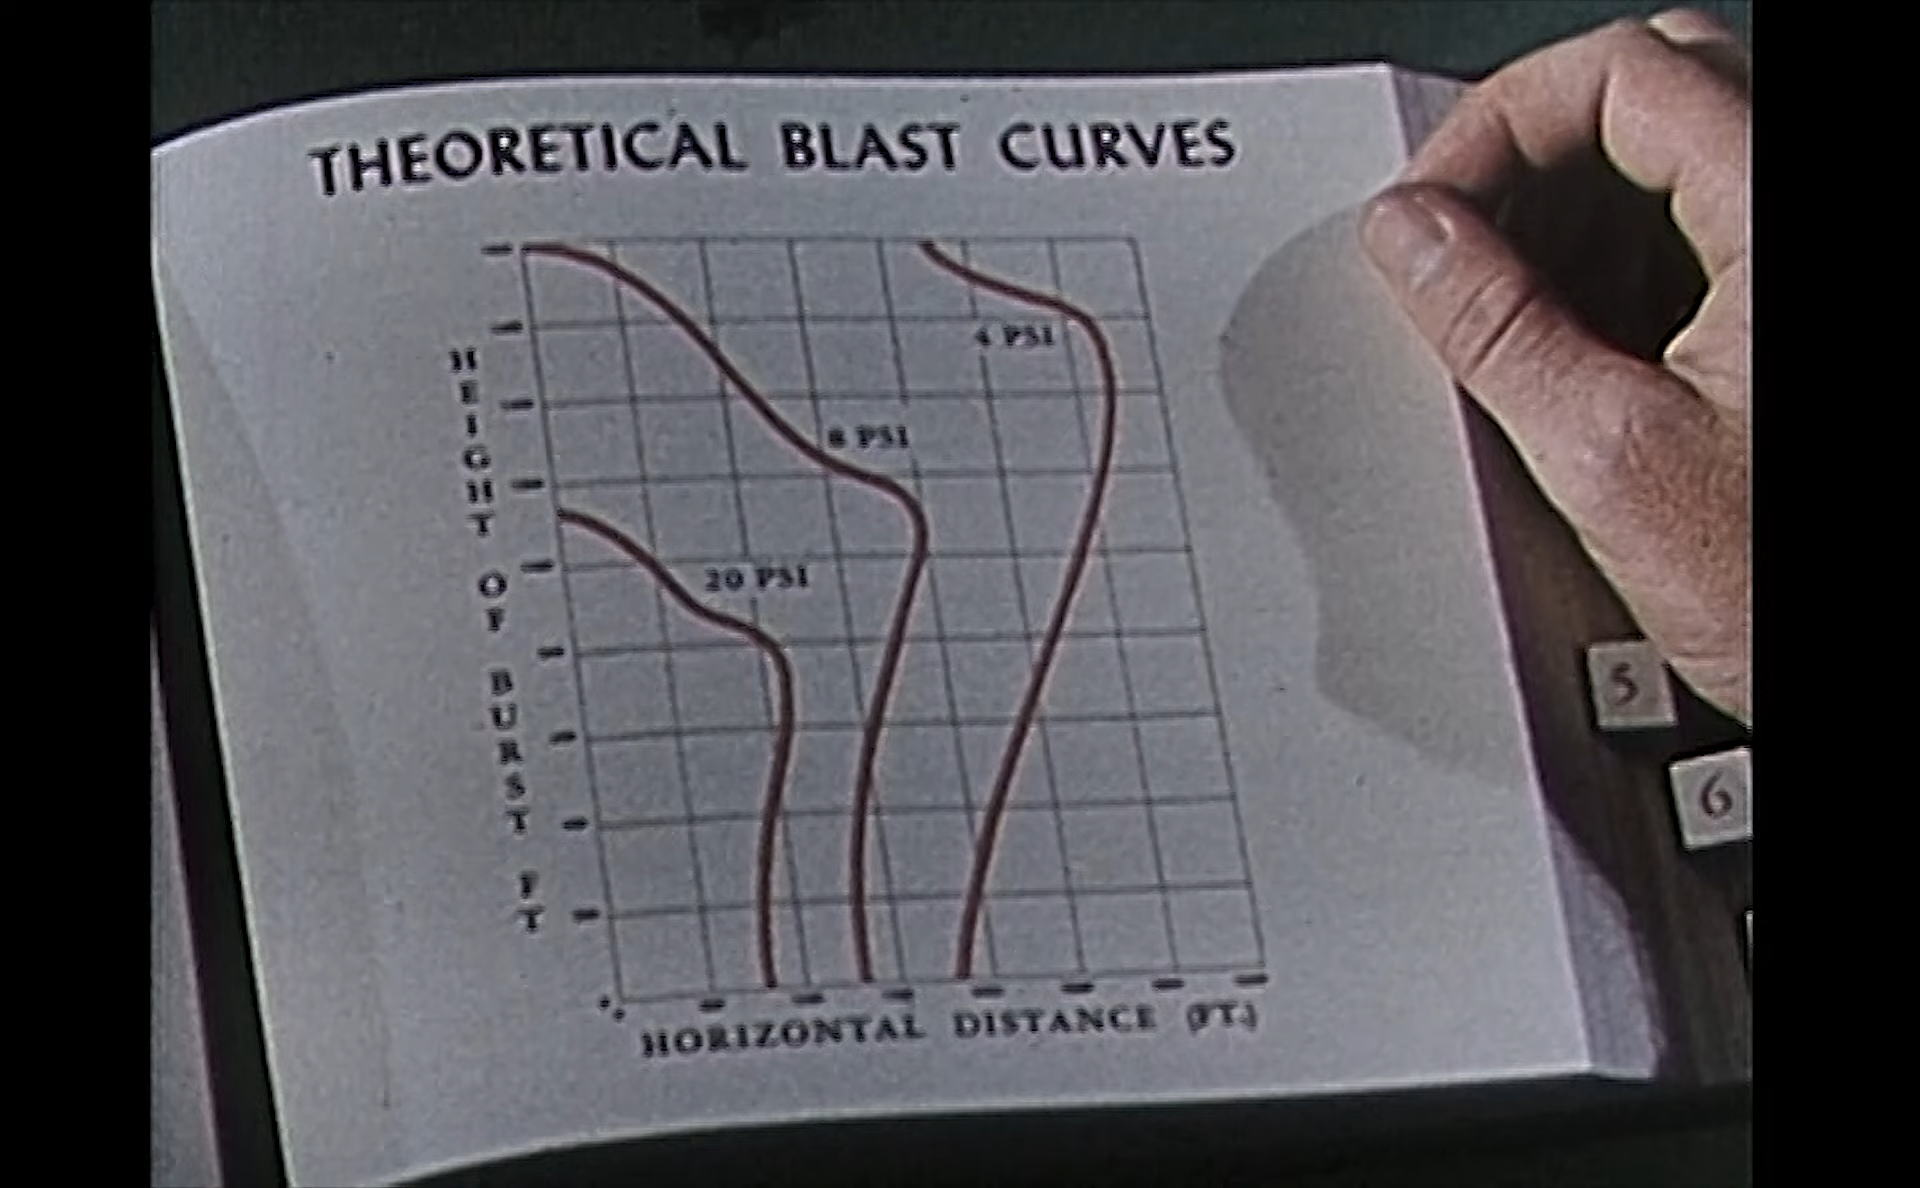 THEORETICAL BLAST CURVES
4 PSI
8 PSI
20 PSI
HEIGHT OF BURST FT
HORIZONTAL DISTANCE (FT.)
5
6